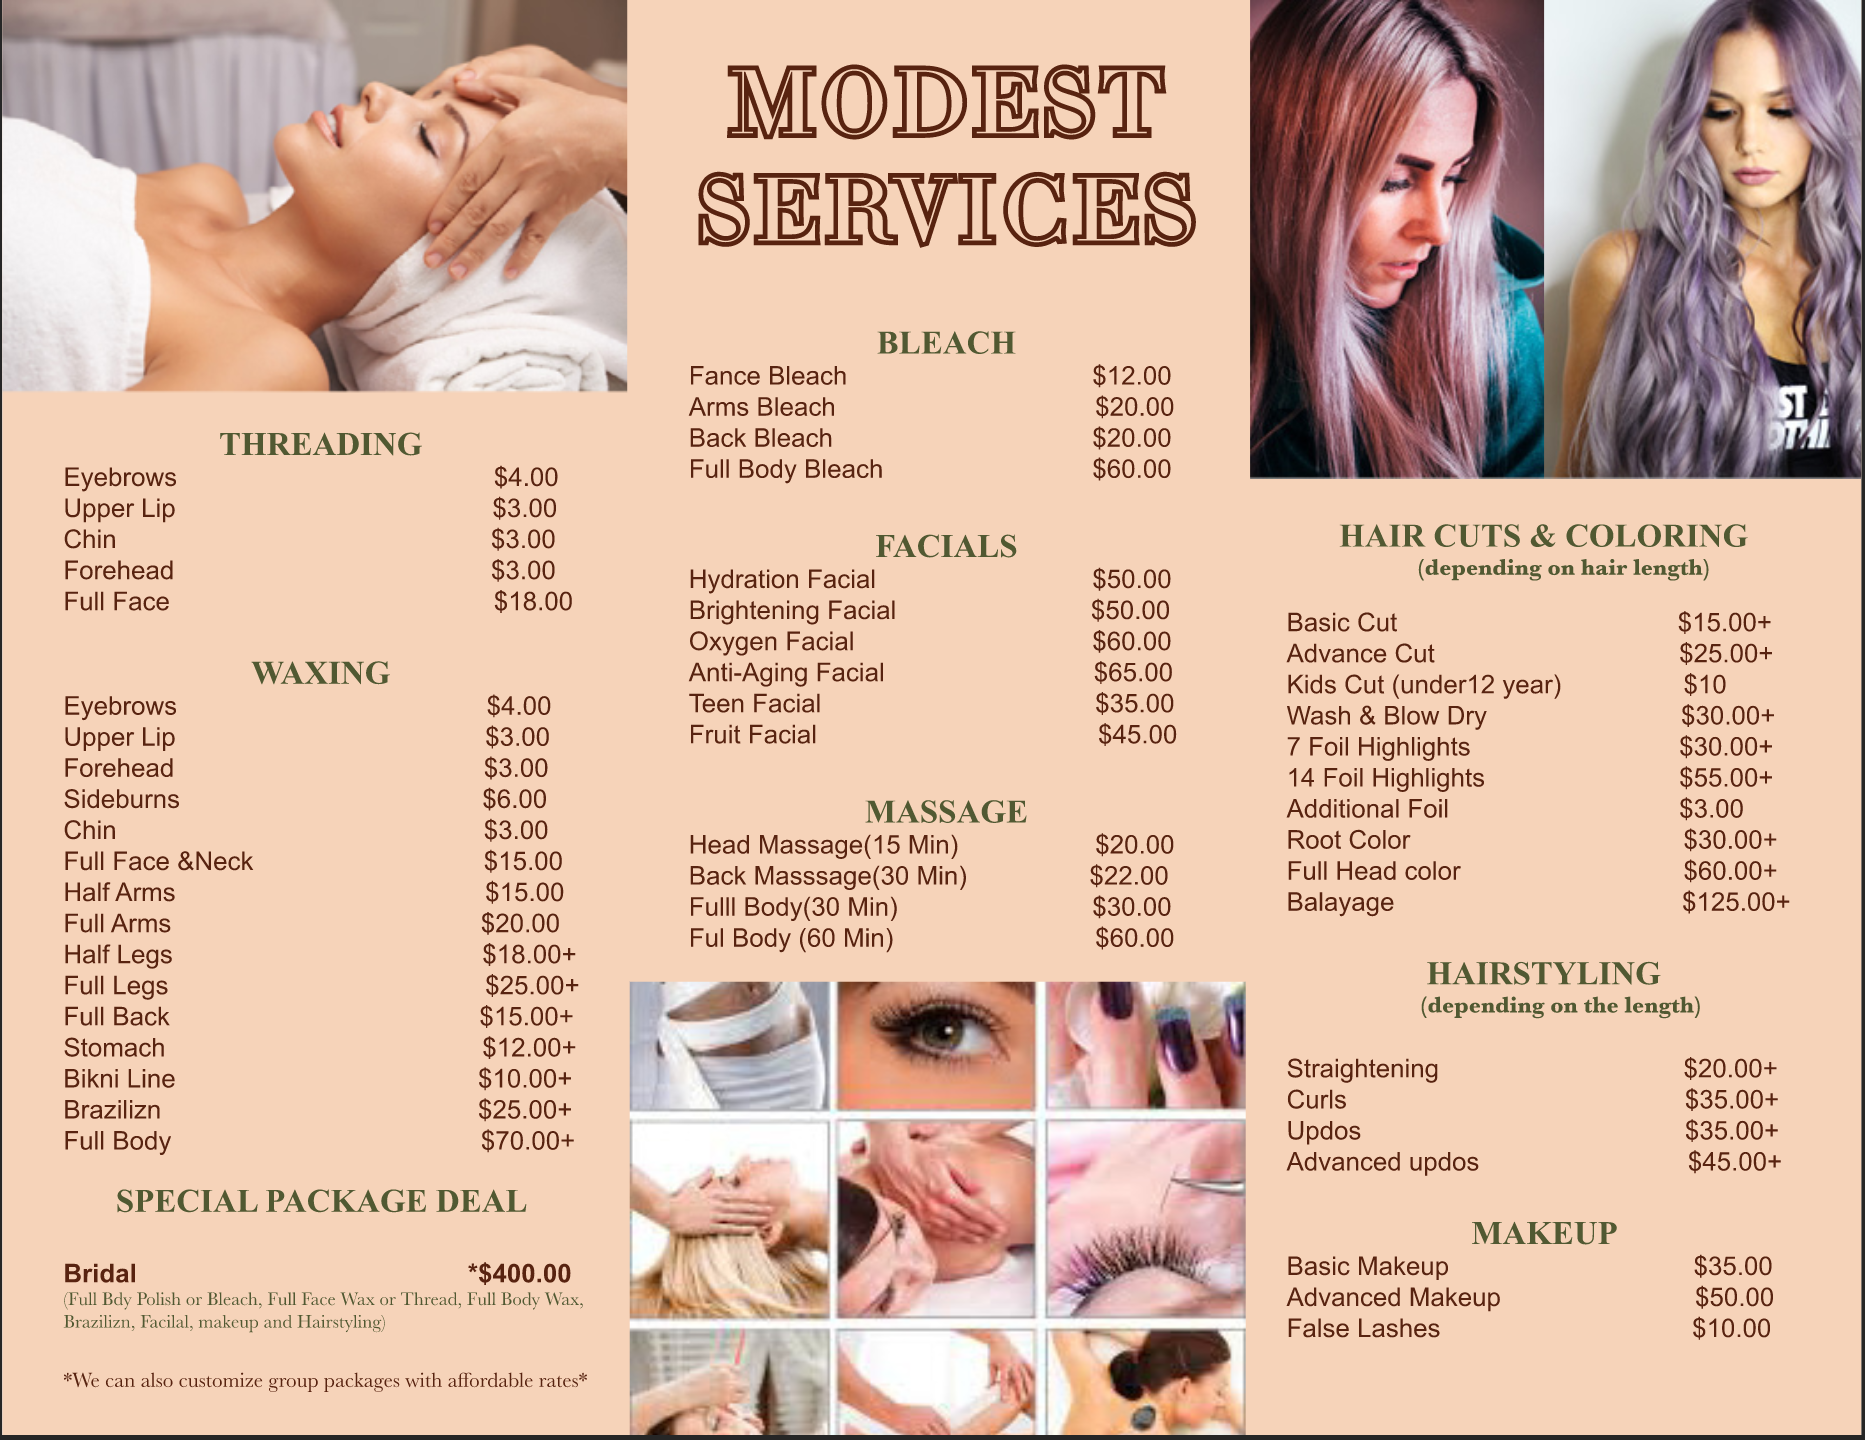 MODEST
SERVICES
THREADING
Eyebrows $4.00
Upper Lip $3.00
Chin $3.00
Forehead $3.00
Full Face $18.00
WAXING
Eyebrows $4.00
Upper Lip $3.00
Forehead $3.00
Sideburns $6.00
Chin $3.00
Full Face &Neck $15.00
Half Arms $15.00
Full Arms $20.00
Half Legs $18.00+
Full Legs $25.00+
Full Back $15.00+
Stomach $12.00+
Bikni Line $10.00+
Brazilizn $25.00+
Full Body $70.00+
SPECIAL PACKAGE DEAL
Bridal *$400.00
(Full Bdy Polish or Bleach, Full Face Wax or Thread, Full Body Wax,
Brazilizn, Facilal, makeup and Hairstyling)
*We can also customize group packages with affordable rates*
BLEACH
Fance Bleach $12.00
Arms Bleach $20.00
Back Bleach $20.00
Full Body Bleach $60.00
FACIALS
Hydration Facial $50.00
Brightening Facial $50.00
Oxygen Facial $60.00
Anti-Aging Facial $65.00
Teen Facial $35.00
Fruit Facial $45.00
MASSAGE
Head Massage(15 Min) $20.00
Back Masssage(30 Min) $22.00
Fulll Body(30 Min) $30.00
Ful Body (60 Min) $60.00
HAIR CUTS & COLORING
(depending on hair length)
Basic Cut $15.00+
Advance Cut $25.00+
Kids Cut (under12 year) $10
Wash & Blow Dry $30.00+
7 Foil Highlights $30.00+
14 Foil Highlights $55.00+
Additional Foil $3.00
Root Color $30.00+
Full Head color $60.00+
Balayage $125.00+
HAIRSTYLING
(depending on the length)
Straightening $20.00+
Curls $35.00+
Updos $35.00+
Advanced updos $45.00+
MAKEUP
Basic Makeup $35.00
Advanced Makeup $50.00
False Lashes $10.00